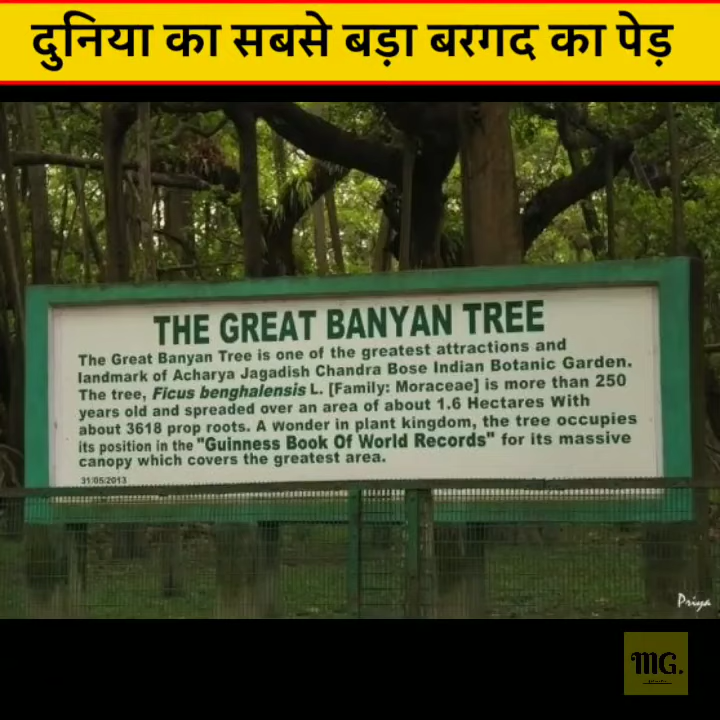 दुनिया का सबसे बड़ा बरगद का पेड़
THE GREAT BANYAN TREE
The Great Banyan Tree is one of the greatest attractions and
landmark of Acharya Jagadish Chandra Bose Indian Botanic Garden.
The tree, Ficus benghalensis L. [Family: Moraceae] is more than 250
years old and spreaded over an area of about 1.6 Hectares With
about 3618 prop roots. A Wonder in plant kingdom, the tree occupies
its position in the "Guinness Book Of World Records" for its massive
canopy which covers the greatest area.
31/05/2013
Priya
MG.